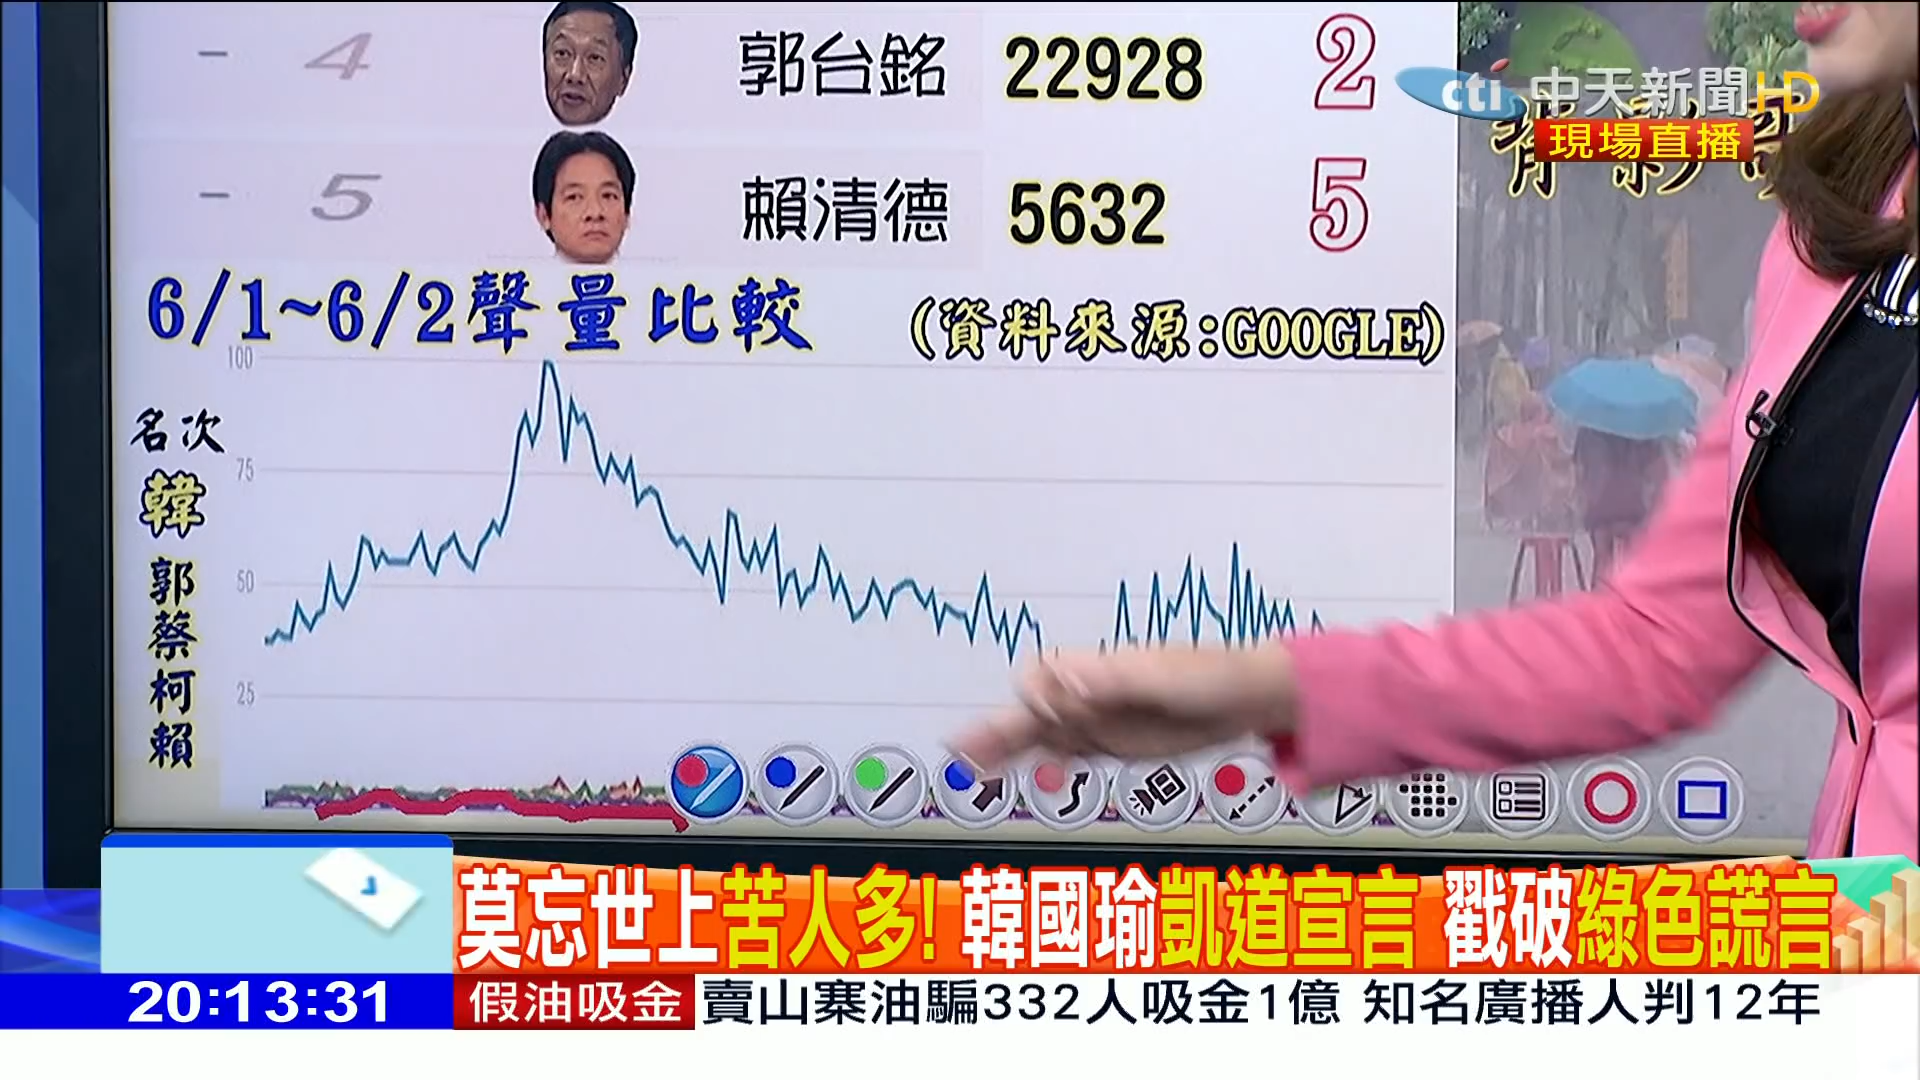 - 4 郭台銘 22928 2
- 5 賴清德 5632 5
cti 中天新聞HD
現場直播
6/1~6/2聲量比較 (資料來源:GOOGLE)
100
75
50
25
名次
韓
郭
蔡
柯
賴
莫忘世上苦人多! 韓國瑜凱道宣言 戳破綠色謊言
20:13:31 假油吸金 賣山寨油騙332人吸金1億 知名廣播人判12年